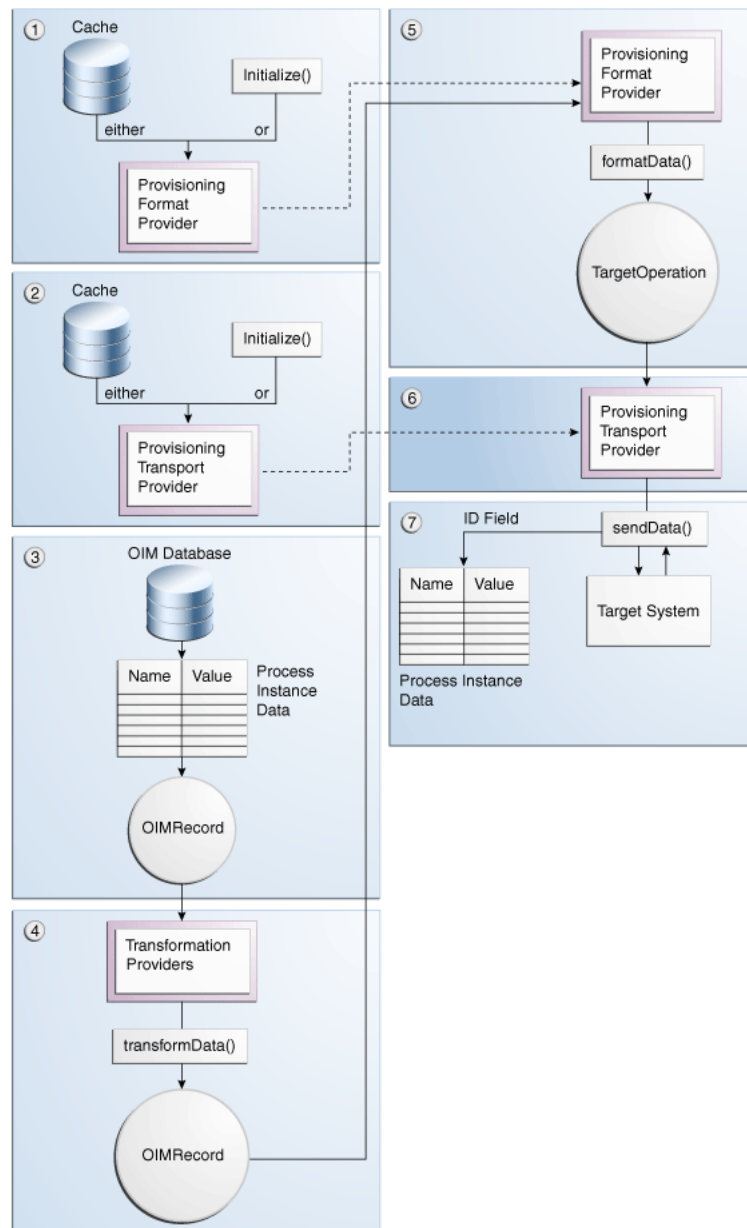 1
Cache
Initialize()
either
or
Provisioning
Format
Provider
2
Cache
Initialize()
either
or
Provisioning
Transport
Provider
3
OIM Database
Name
Value
Process
Instance
Data
OIMRecord
4
Transformation
Providers
transformData()
OIMRecord
5
Provisioning
Format
Provider
formatData()
TargetOperation
6
Provisioning
Transport
Provider
7
ID Field
sendData()
Name
Value
Target System
Process Instance
Data